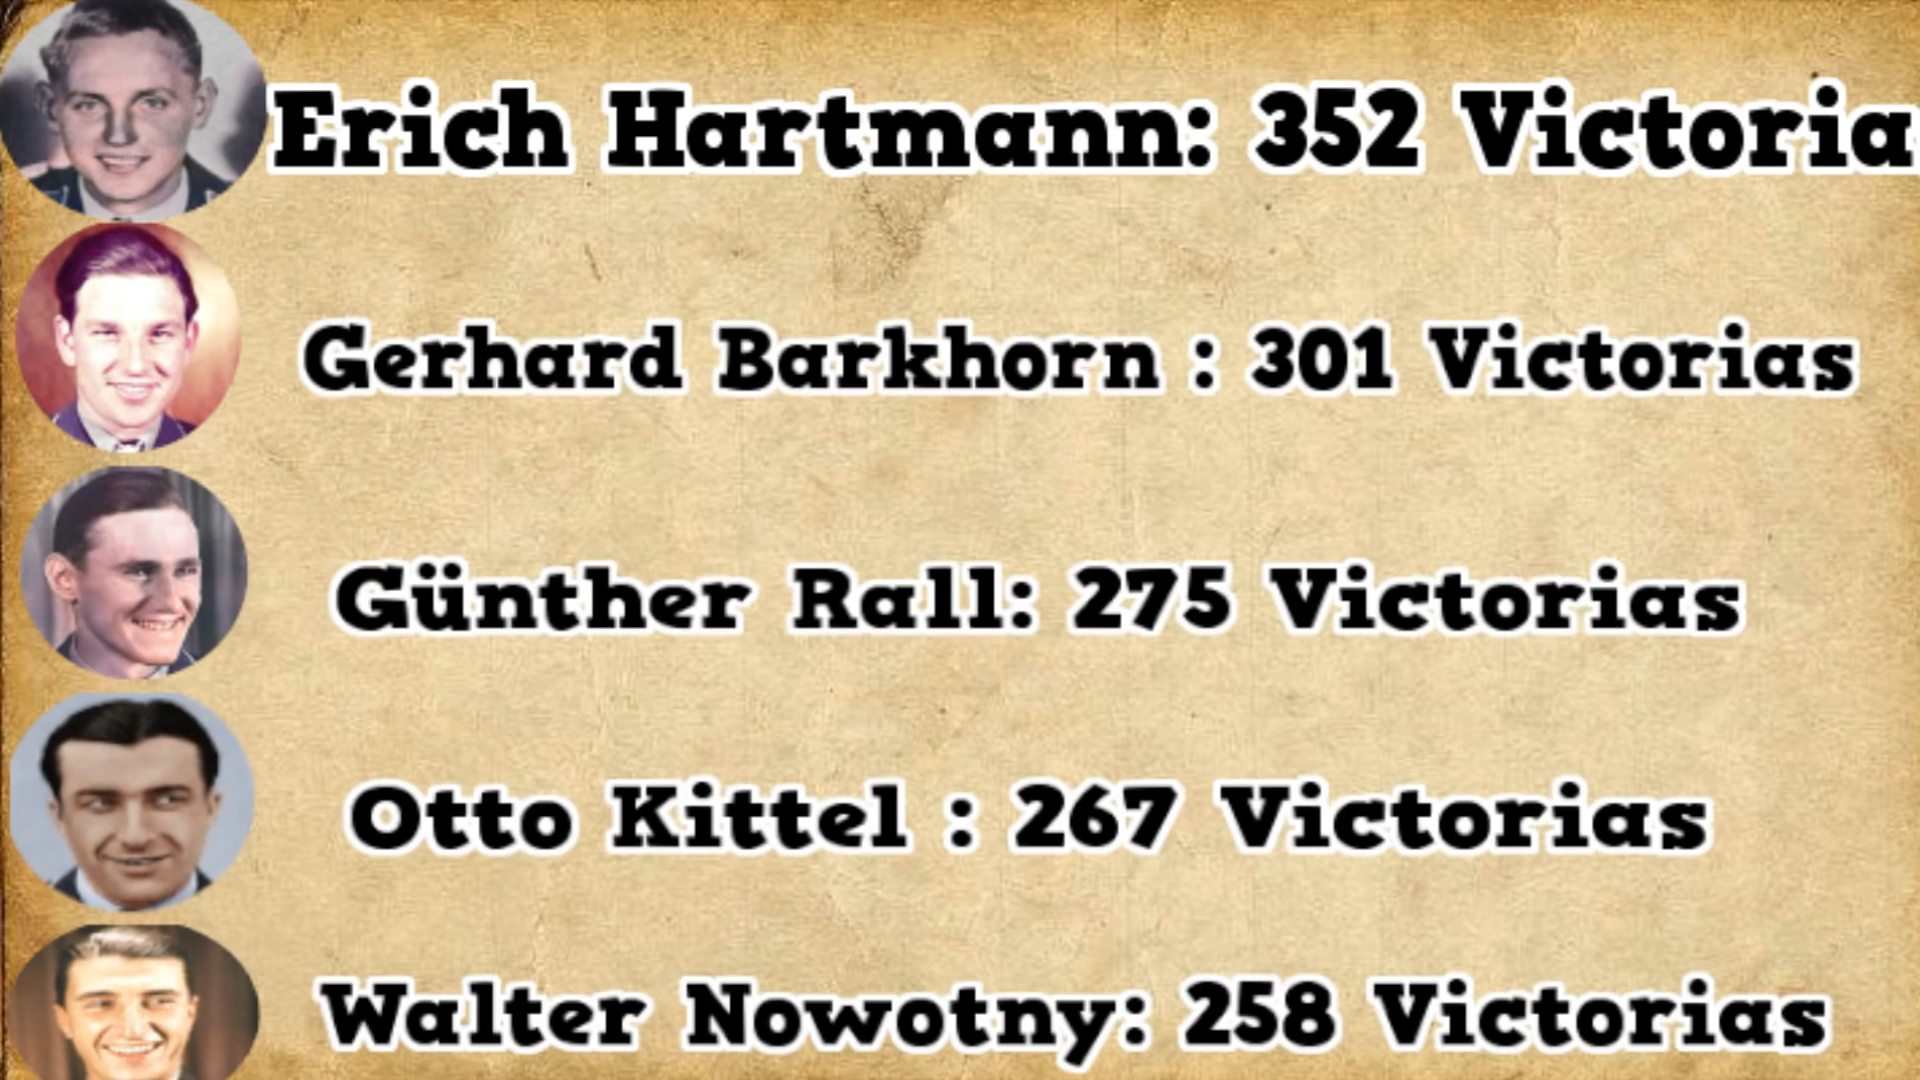 Erich Hartmann: 352 Victoria
Gerhard Barkhorn : 301 Victorias
Günther Rall: 275 Victorias
Otto Kittel : 267 Victorias
Walter Nowotny: 258 Victorias